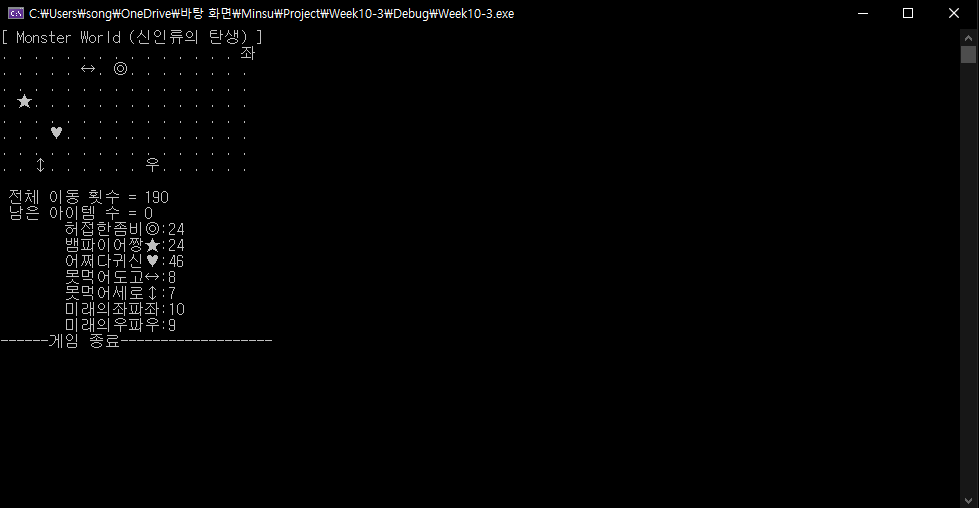 C:₩Users₩song₩OneDrive₩바탕 화면₩Minsu₩Project₩Week10-3₩Debug₩Week10-3.exe
[ Monster World (신인류의 탄생) ]
. . . . . . . . . . . . . . . 좌
. . . . . ↔. ◎. . . . . . . .
. . . . . . . . . . . . . . . .
. ★. . . . . . . . . . . . . .
. . . . . . . . . . . . . . . .
. . . ♥. . . . . . . . . . . .
. . . . . . . . . . . . . . . .
. . ↕. . . . . . 우. . . . . .
전체 이동 횟수 = 190
남은 아이템 수 = 0
허접한좀비◎:24
뱀파이어짱★:24
어쩌다귀신♥:46
못먹어도고↔:8
못먹어세로↕:7
미래의좌파좌:10
미래의우파우:9
------게임 종료-------------------